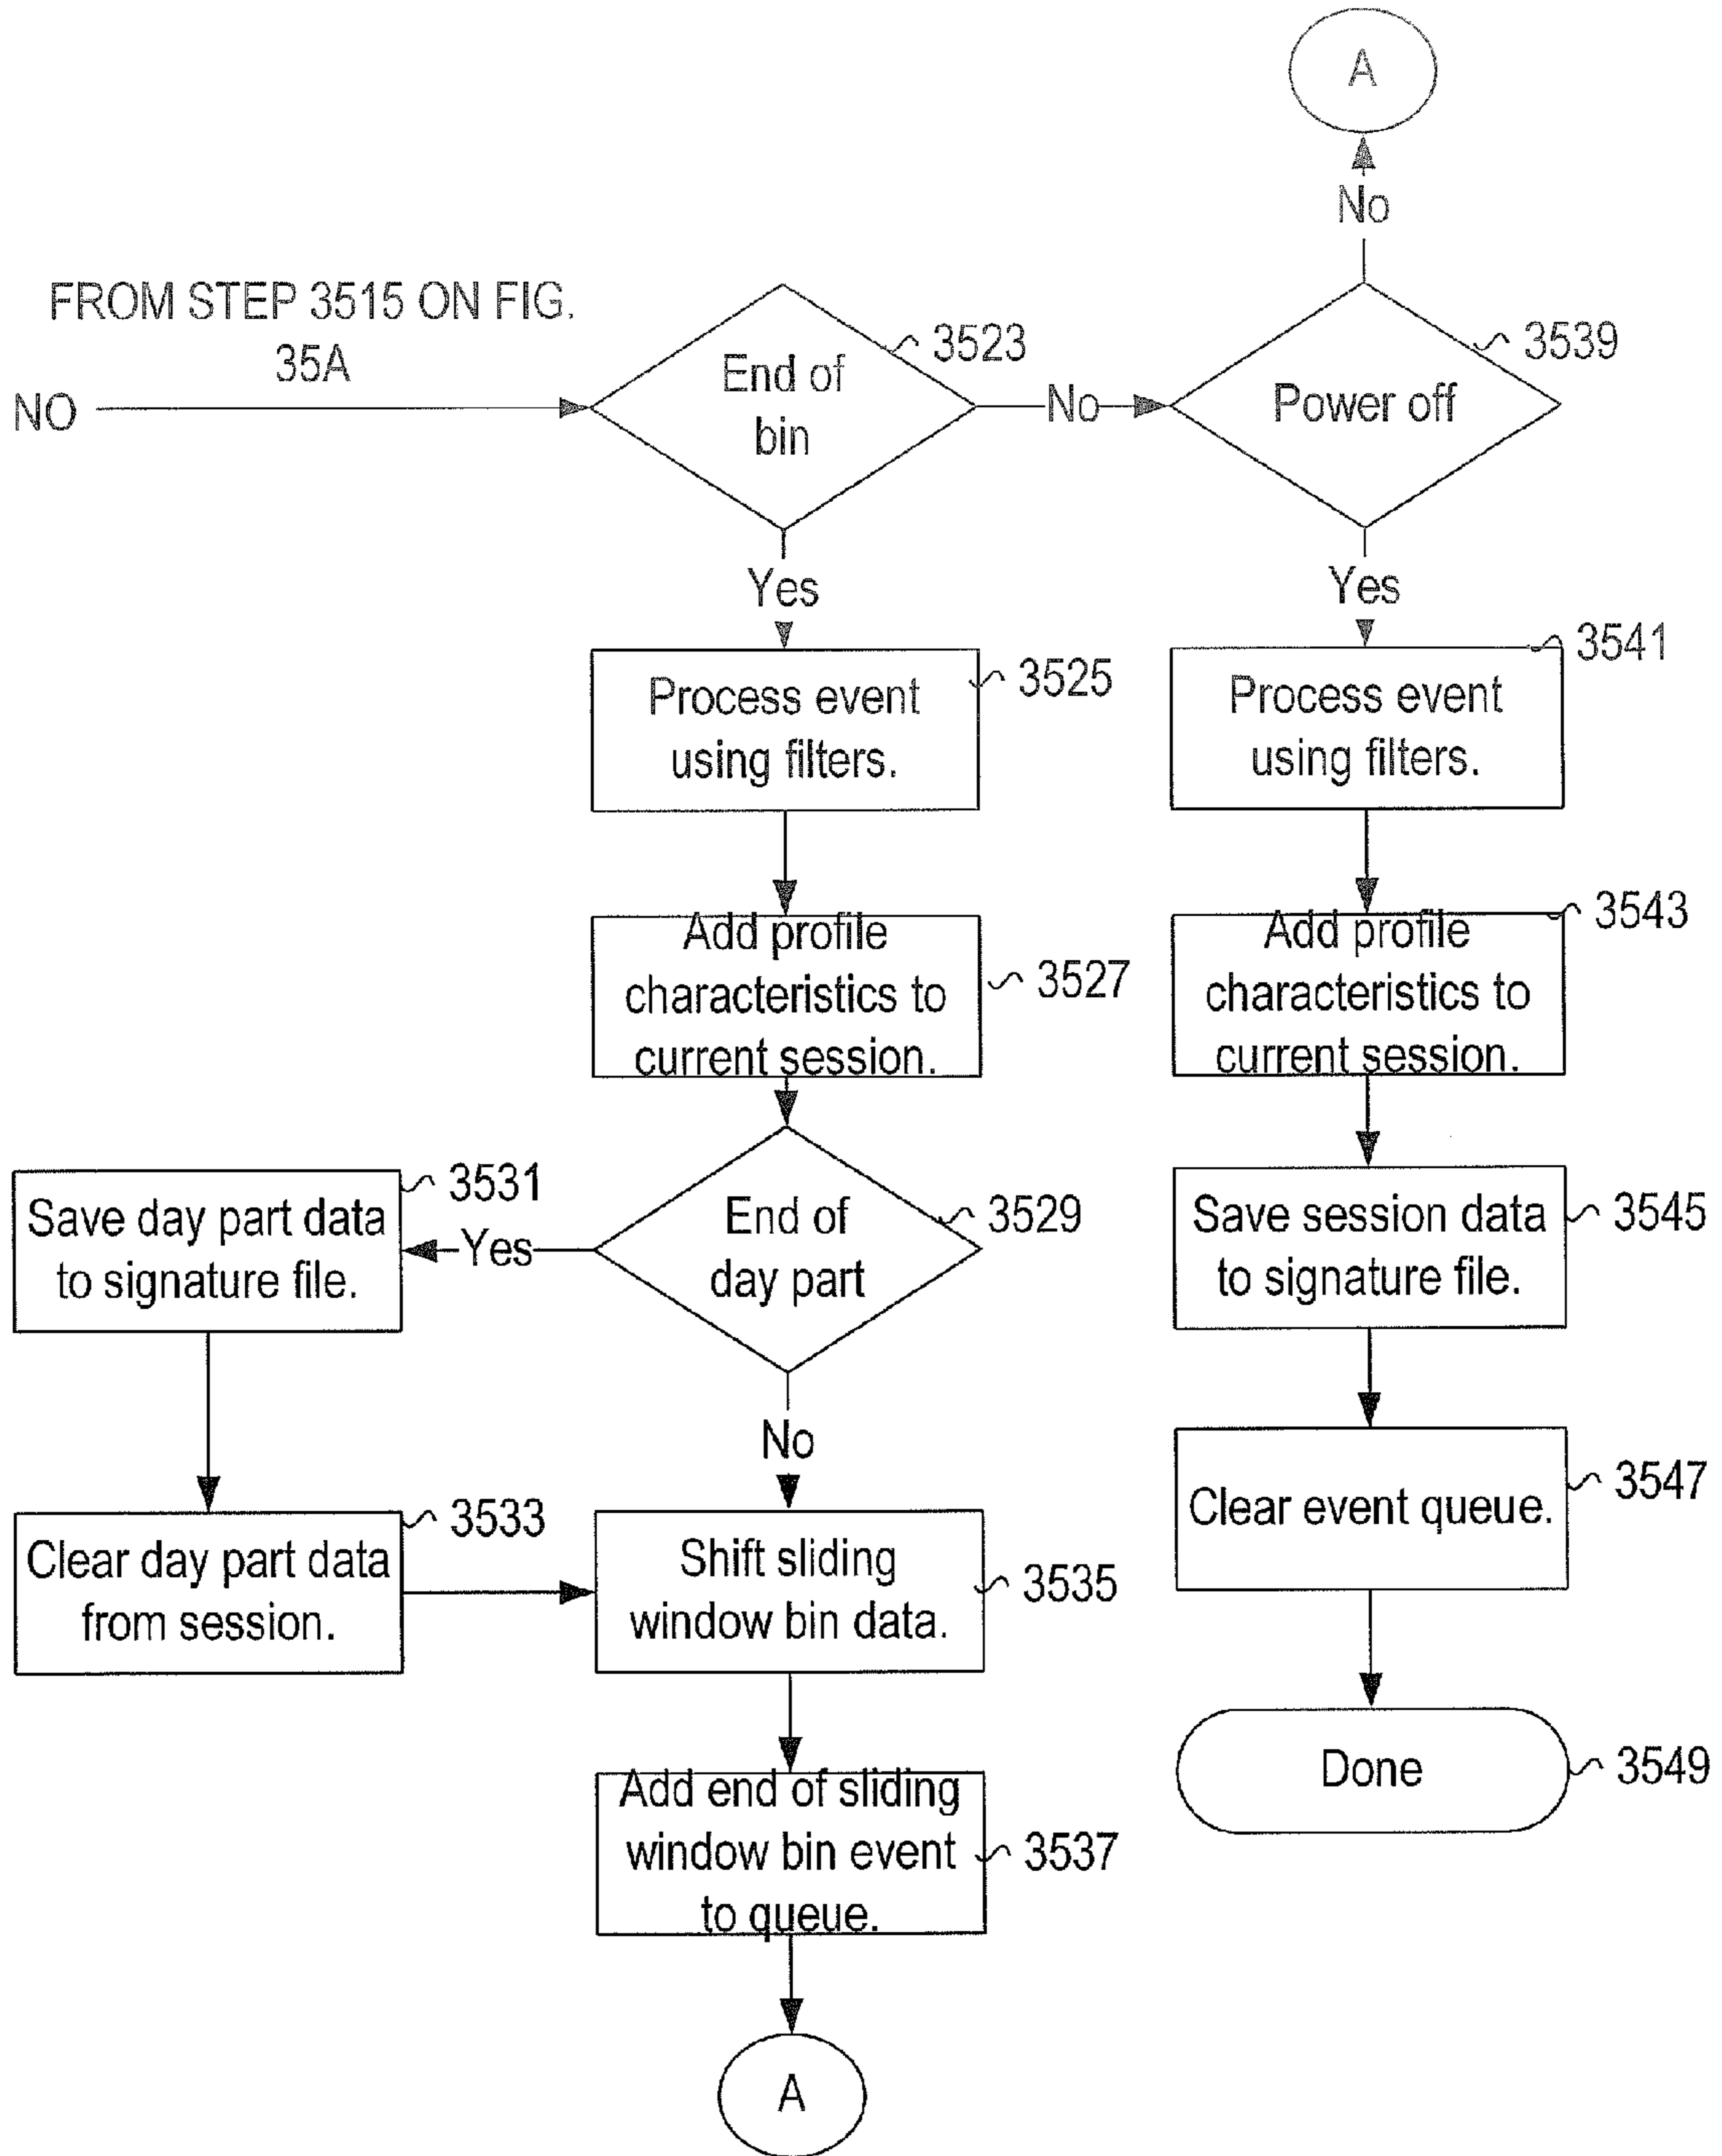 A
No
FROM STEP 3515 ON FIG.
35A
NO
End of
bin
3523
No
Power off
3539
Yes
Yes
Process event
using filters.
3525
Process event
using filters.
3541
Add profile
characteristics to
current session.
3527
Add profile
characteristics to
current session.
3543
Save day part data
to signature file.
3531
Yes
End of
day part
3529
Save session data
to signature file.
3545
No
Clear event queue.
3547
Clear day part data
from session.
3533
Shift sliding
window bin data.
3535
Done
3549
Add end of sliding
window bin event
to queue.
3537
A